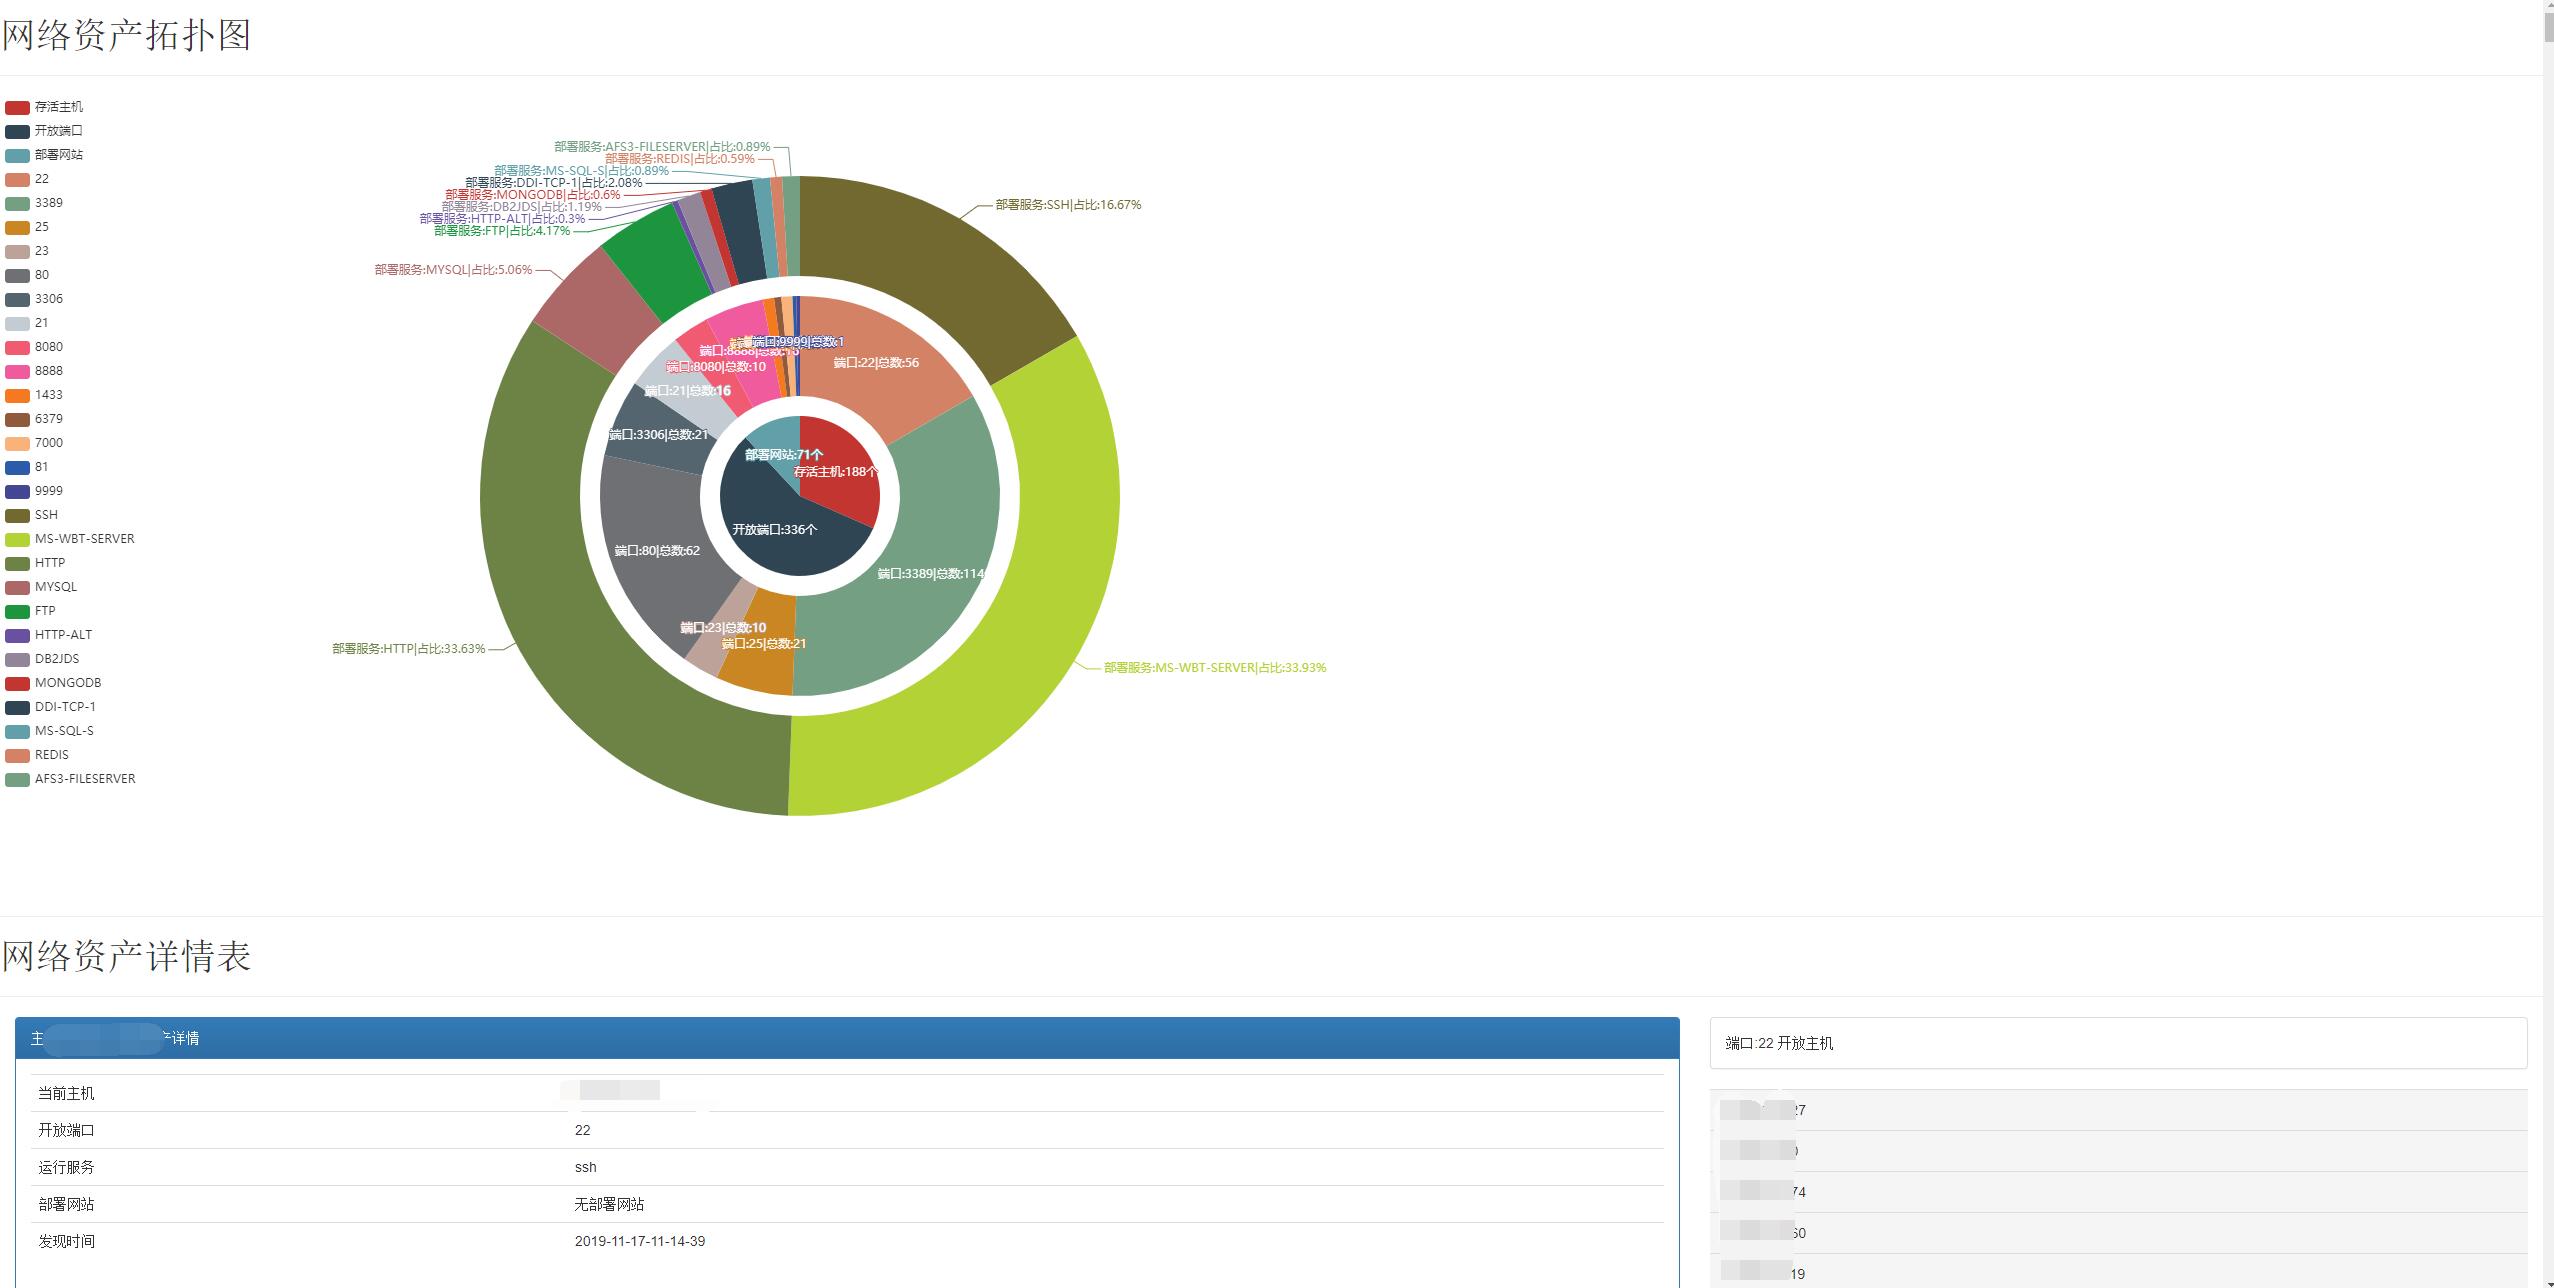 网络资产拓扑图
存活主机
开放端口
部署网站
22
3389
25
23
80
3306
21
8080
8888
1433
6379
7000
81
9999
SSH
MS-WBT-SERVER
HTTP
MYSQL
FTP
HTTP-ALT
DB2JDS
MONGODB
DDI-TCP-1
MS-SQL-S
REDIS
AFS3-FILESERVER
部署服务:AFS3-FILESERVER|占比:0.89%
部署服务:REDIS|占比:0.59%
部署服务:MS-SQL-S|占比:0.89%
部署服务:DDI-TCP-1|占比:2.08%
部署服务:MONGODB|占比:0.6%
部署服务:DB2JDS|占比:1.19%
部署服务:HTTP-ALT|占比:0.3%
部署服务:FTP|占比:4.17%
部署服务:SSH|占比:16.67%
部署服务:MYSQL|占比:5.06%
端口:9999|总数:1
端口:22|总数:56
端口:8080|总数:10
端口:21|总数:16
端口:3306|总数:21
部署网站:71个
存活主机:188个
开放端口:336个
端口:80|总数:62
端口:3389|总数:114
端口:23|总数:10
端口:25|总数:21
部署服务:HTTP|占比:33.63%
部署服务:MS-WBT-SERVER|占比:33.93%
网络资产详情表
主 产详情
当前主机
开放端口 22
运行服务 ssh
部署网站 无部署网站
发现时间 2019-11-17-11-14-39
端口:22 开放主机
27
74
60
19